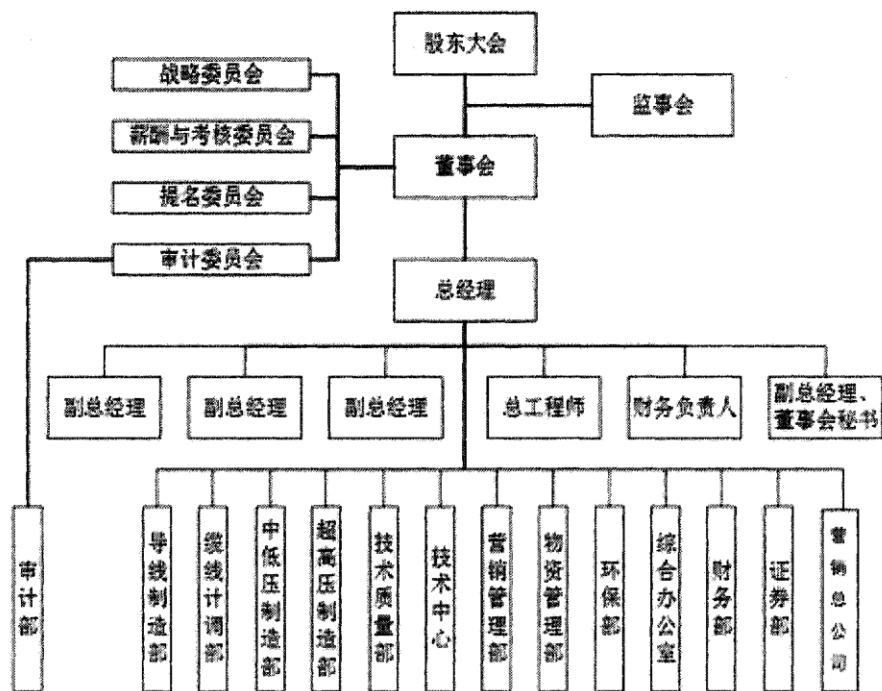 股东大会
战略委员会
监事会
薪酬与考核委员会
董事会
提名委员会
审计委员会
总经理
副总经理
副总经理
副总经理
总工程师
财务负责人
副总经理、
董事会秘书
审计部
导线制造部
缆线计调部
中低压制造部
超高压制造部
技术质量部
技术中心
营销管理部
物资管理部
环保部
综合办公室
财务部
证券部
营销总公司